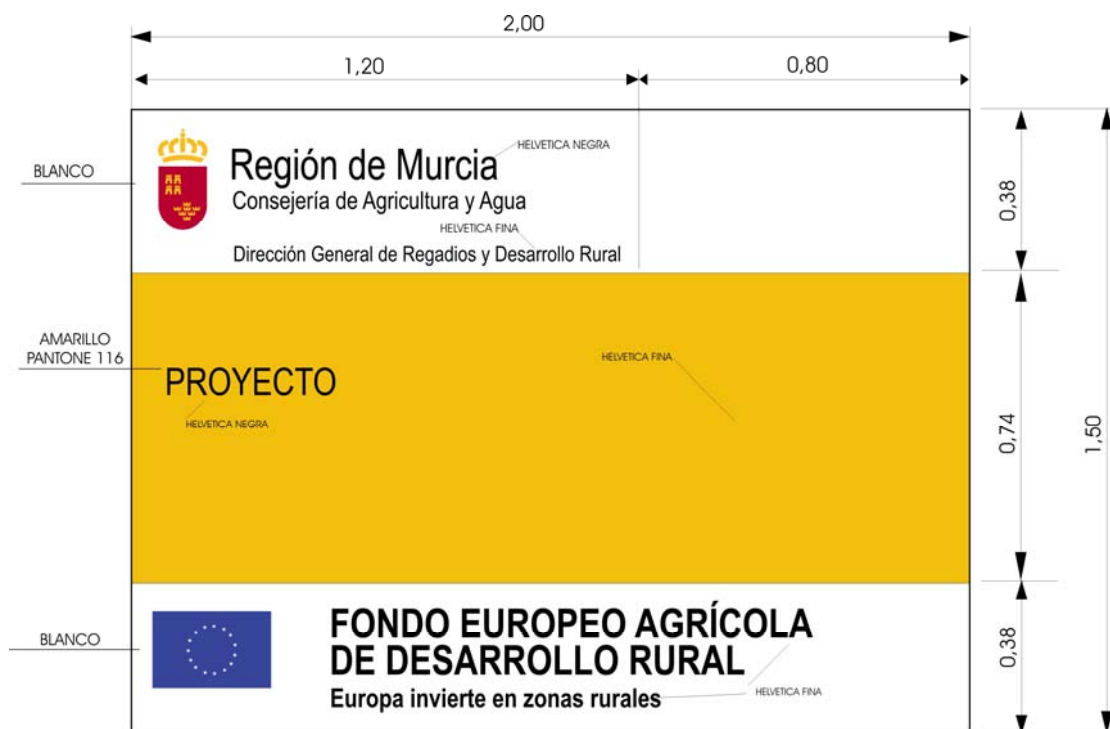 2,00
1,20
0,80
HELVETICA NEGRA
Región de Murcia
BLANCO
Consejería de Agricultura y Agua
0,38
HELVETICA FINA
Dirección General de Regadios y Desarrollo Rural
AMARILLO
PANTONE 116
HELVETICA FINA
PROYECTO
HELVETICA NEGRA
0,74
1,50
FONDO EUROPEO AGRÍCOLA
BLANCO
DE DESARROLLO RURAL
0,38
Europa invierte en zonas rurales
HELVETICA FINA